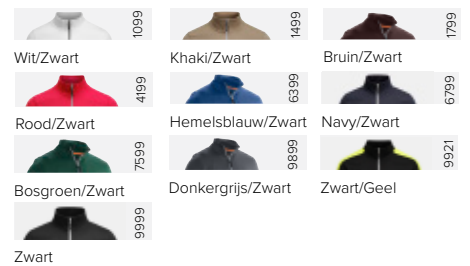 1099 1499 1799
Wit/Zwart Khaki/Zwart Bruin/Zwart
4199 6399 6799
Rood/Zwart Hemelsblauw/Zwart Navy/Zwart
7599 9899 9921
Bosgroen/Zwart Donkergrijs/Zwart Zwart/Geel
9999
Zwart